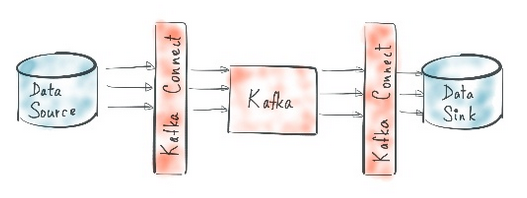 Data
Source
Kafka Connect
Kafka
Kafka Connect
Data
Sink